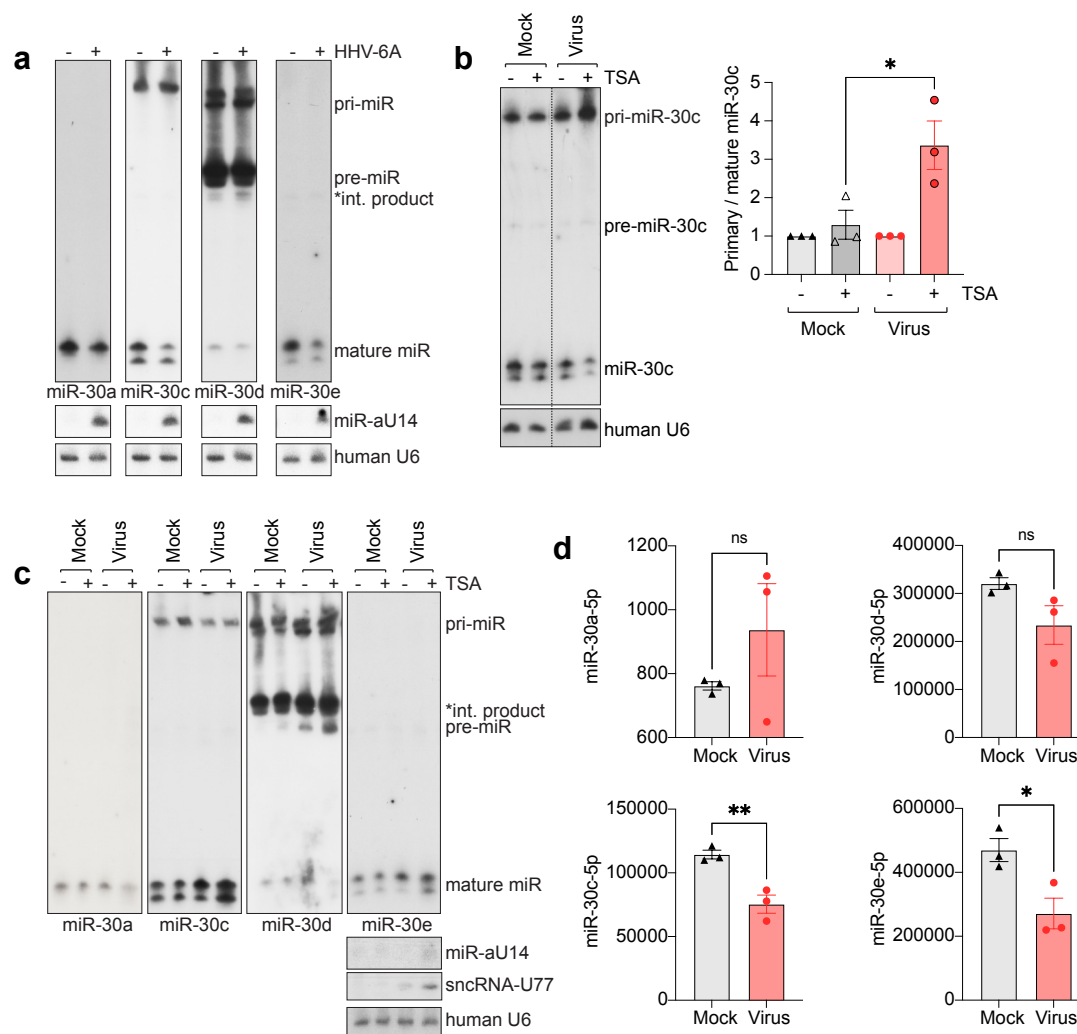 a
- + - + - + - + HHV-6A
pri-miR
pre-miR
*int. product
mature miR
miR-30a miR-30c miR-30d miR-30e
miR-aU14
human U6
b
Mock Virus
- + - + TSA
pri-miR-30c
pre-miR-30c
miR-30c
human U6
Primary / mature miR-30c
5
4
3
2
1
0
*
- + - + TSA
Mock Virus
c
Mock Virus Mock Virus Mock Virus Mock Virus
- + - + - + - + - + - + - + - + TSA
pri-miR
*int. product
pre-miR
mature miR
miR-30a miR-30c miR-30d miR-30e
miR-aU14
sncRNA-U77
human U6
d
miR-30a-5p
1200
1000
800
600
ns
Mock Virus
miR-30d-5p
400000
300000
200000
100000
0
ns
Mock Virus
miR-30c-5p
150000
100000
50000
0
**
Mock Virus
miR-30e-5p
600000
400000
200000
0
*
Mock Virus